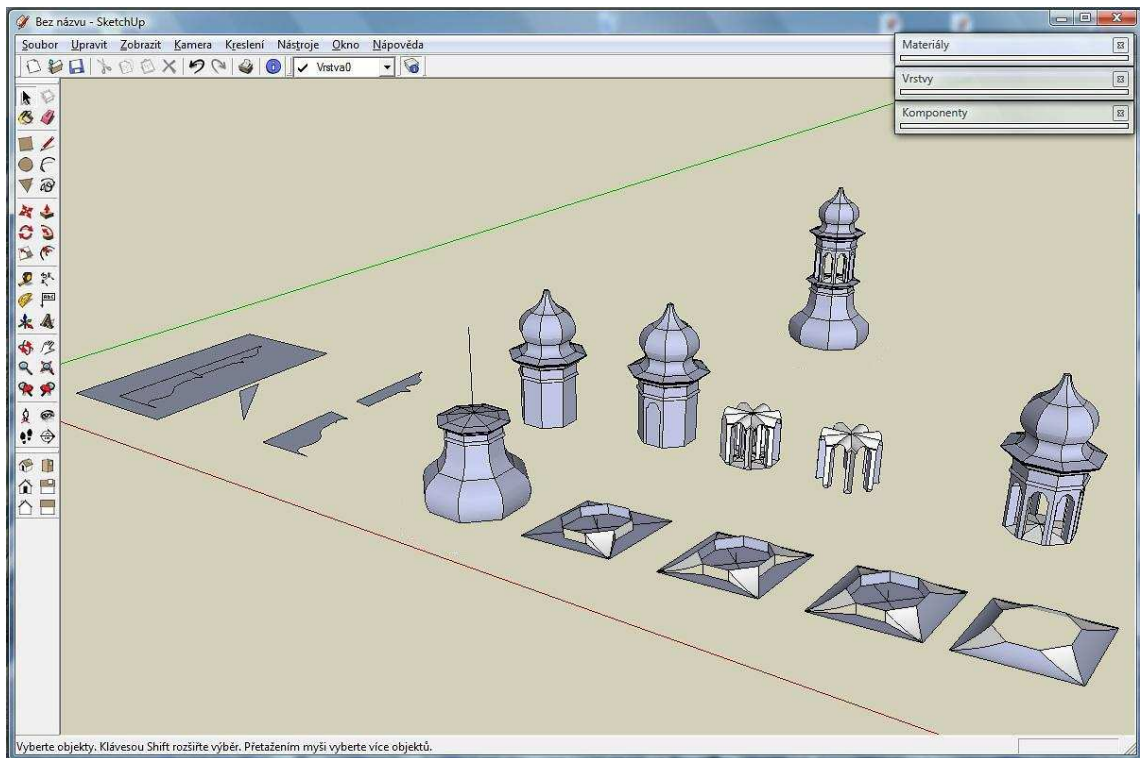 Bez názvu - SketchUp
Soubor Upravit Zobrazit Kamera Kreslení Nástroje Okno Nápověda
Vrstva0
Materiály
Vrstvy
Komponenty
Vyberte objekty. Klávesou Shift rozšiřte výběr. Přetažením myši vyberte více objektů.